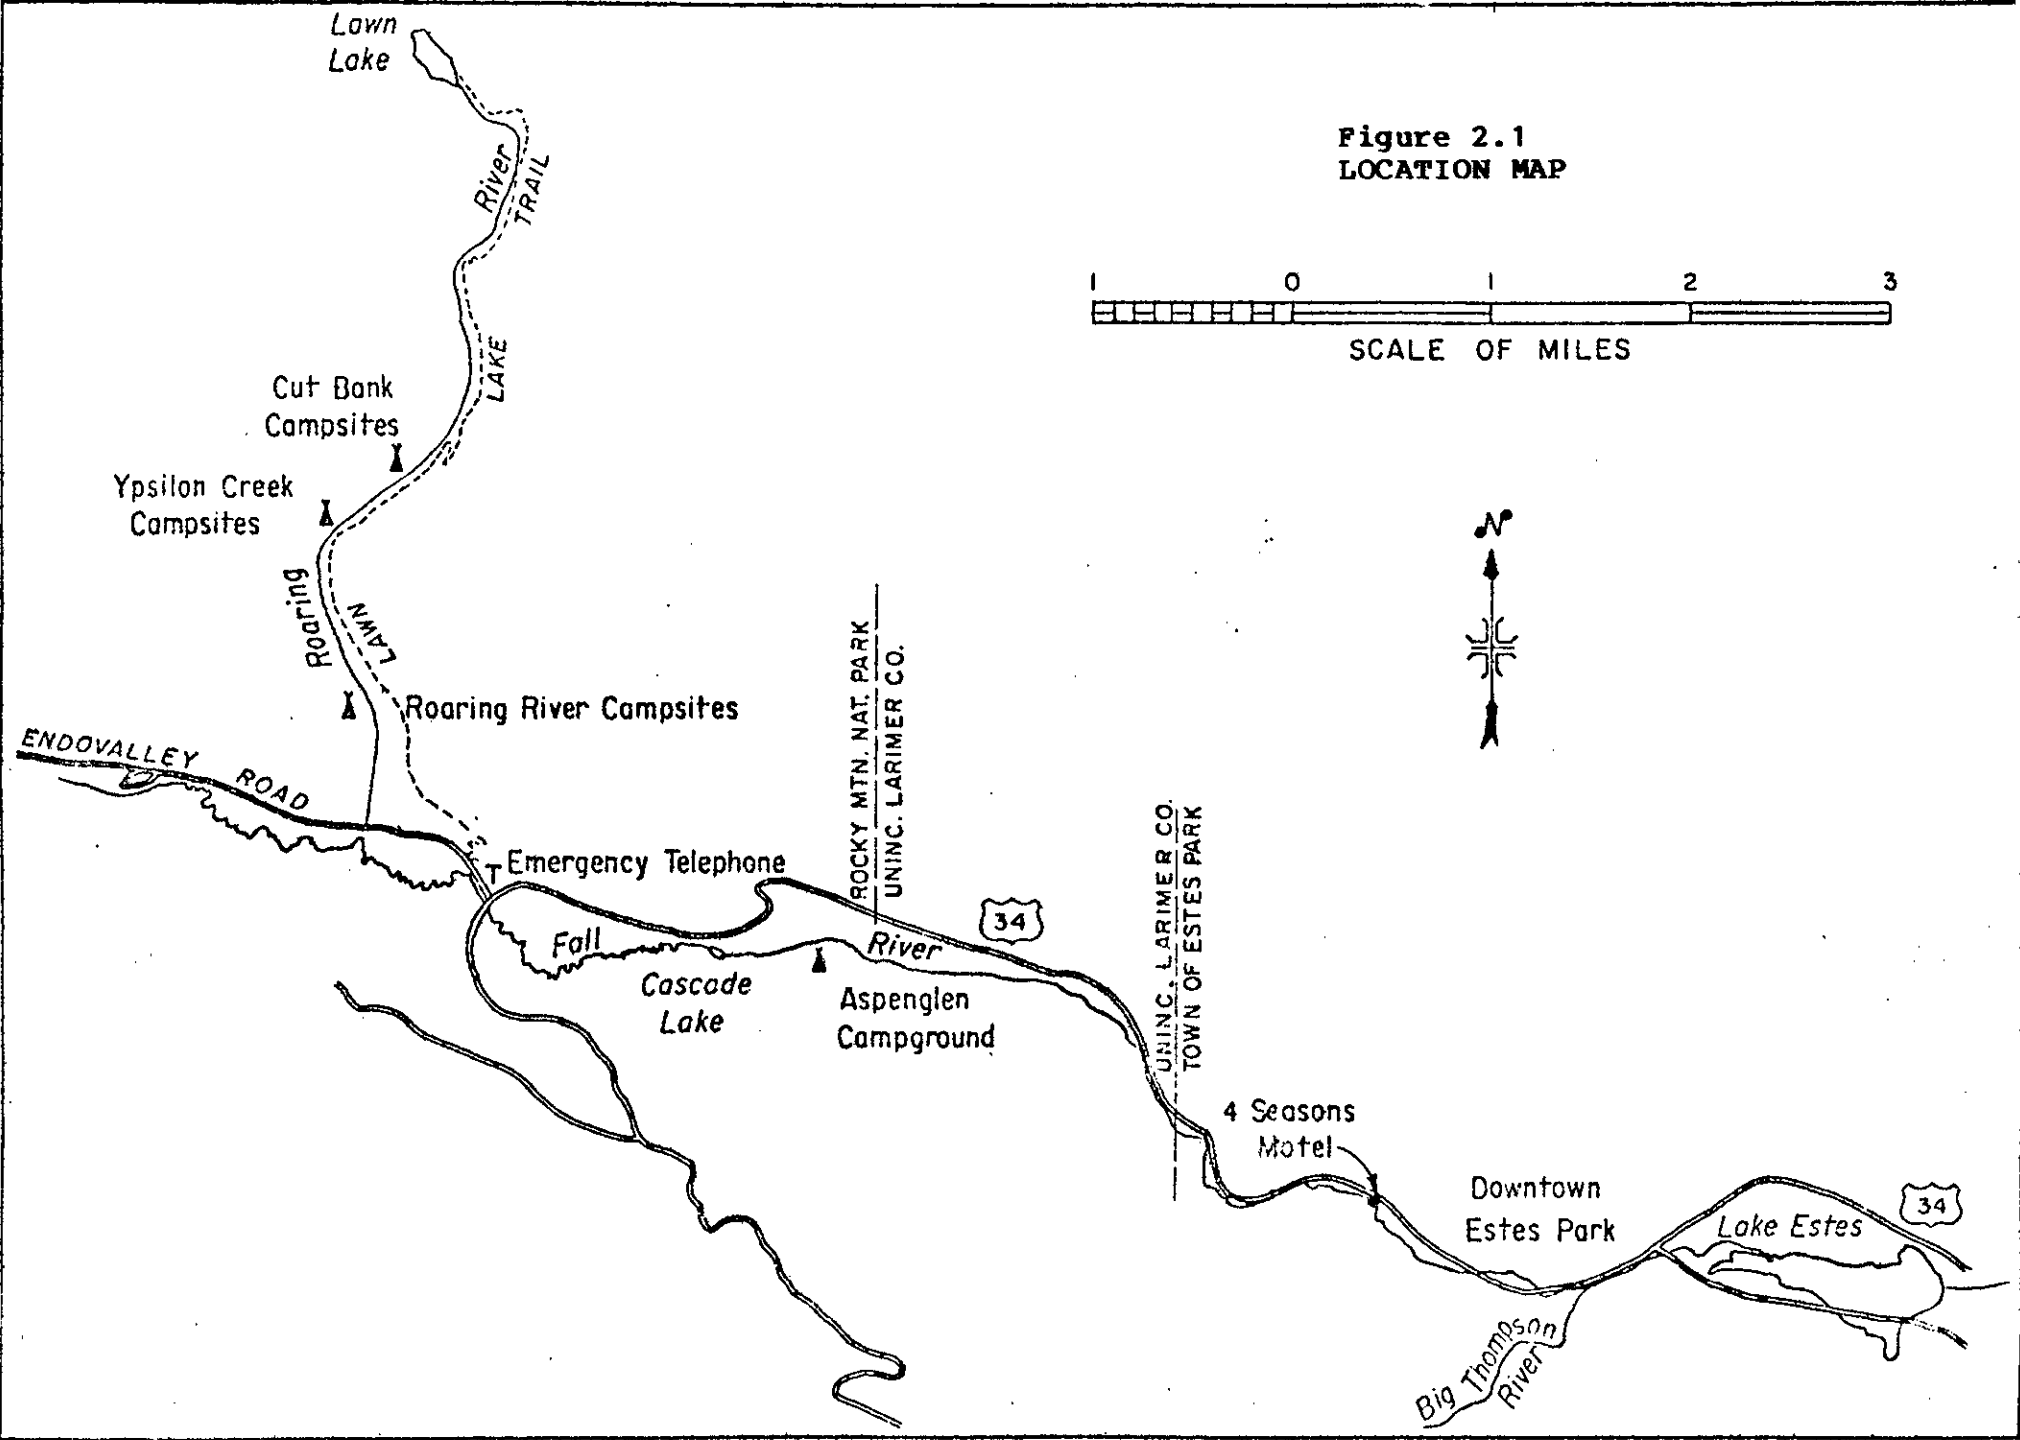 Lawn
Lake
Figure 2.1
LOCATION MAP
River
TRAIL
1 0 1 2 3
SCALE OF MILES
LAKE
Cut Bank
Campsites
Ypsilon Creek
Campsites
N
Roaring
LAWN
Roaring River Campsites
ROCKY MTN. NAT. PARK
UNINC. LARIMER CO.
ENDOVALLEY ROAD
UNINC. LARIMER CO.
TOWN OF ESTES PARK
T Emergency Telephone
34
Fall River
Cascade
Lake
Aspenglen
Campground
4 Seasons
Motel
Downtown
Estes Park
Lake Estes
34
Big Thompson
River